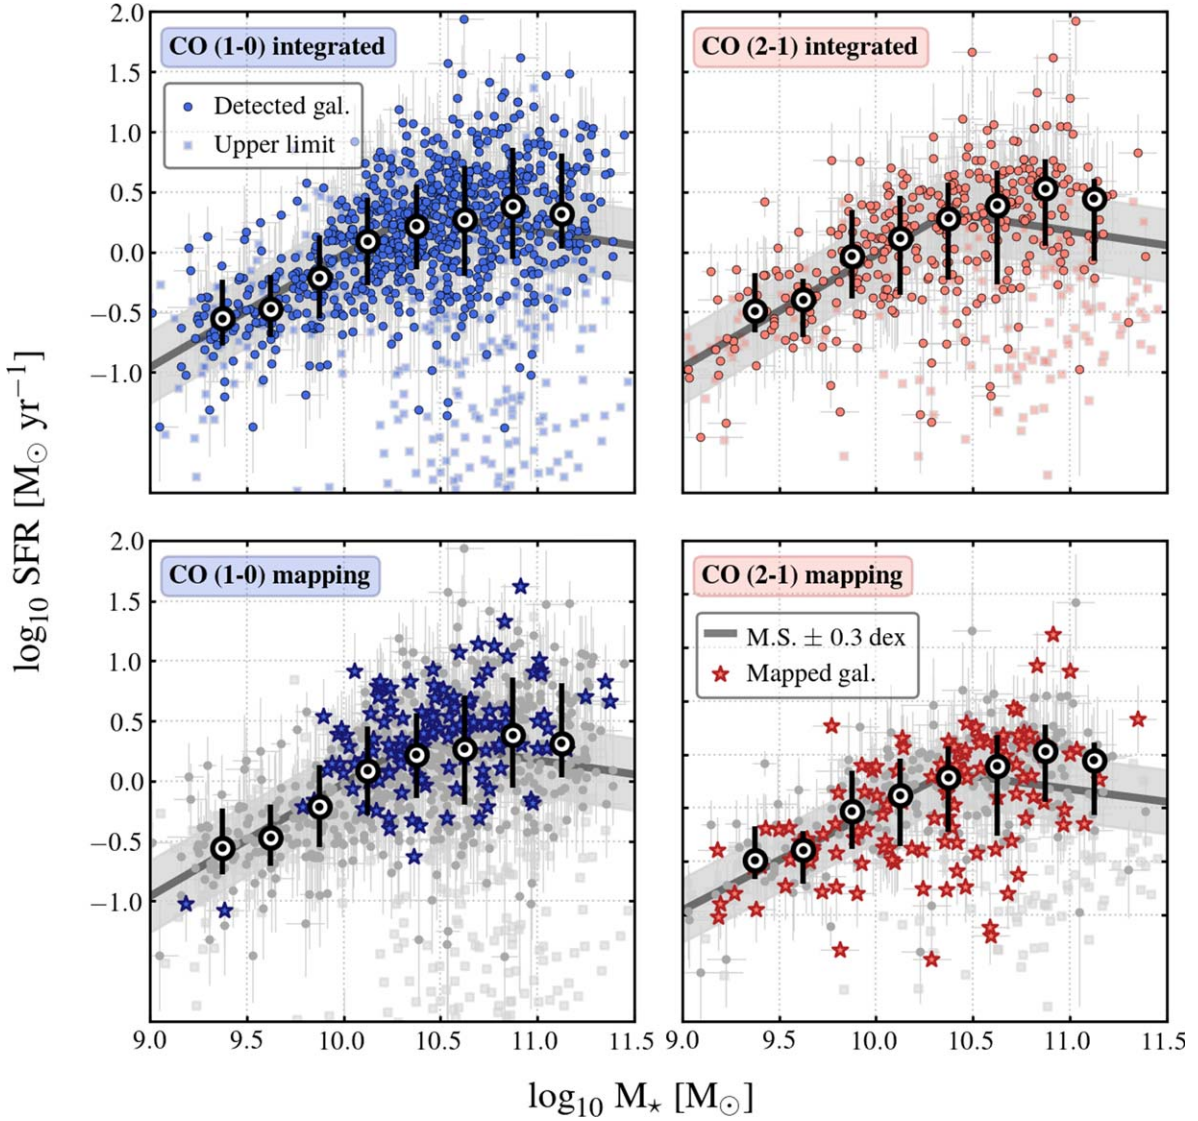 CO (1-0) integrated
CO (2-1) integrated
Detected gal.
Upper limit
2.0
1.5
1.0
0.5
0.0
−0.5
−1.0
CO (1-0) mapping
CO (2-1) mapping
M.S. ± 0.3 dex
Mapped gal.
2.0
1.5
1.0
0.5
0.0
−0.5
−1.0
9.0 9.5 10.0 10.5 11.0 11.5
9.0 9.5 10.0 10.5 11.0 11.5
log₁₀ SFR [M⊙ yr⁻¹]
log₁₀ M⋆ [M⊙]